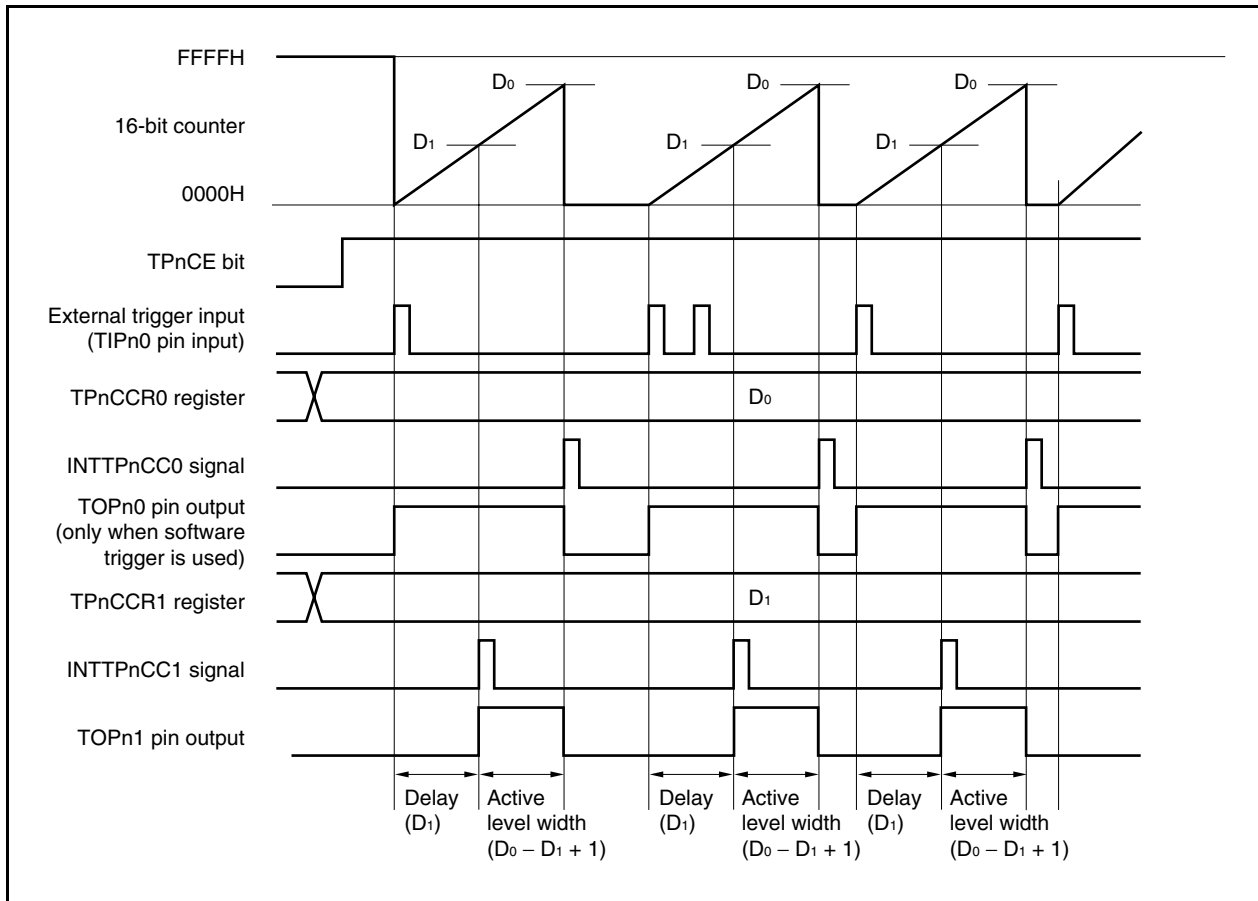 FFFFH
D0
D0
D0
16-bit counter
D1
D1
D1
0000H
TPnCE bit
External trigger input
(TIPn0 pin input)
TPnCCR0 register
D0
INTTPnCC0 signal
TOPn0 pin output
(only when software
trigger is used)
TPnCCR1 register
D1
INTTPnCC1 signal
TOPn1 pin output
Delay
(D1)
Active
level width
(D0 – D1 + 1)
Delay
(D1)
Active
level width
(D0 – D1 + 1)
Delay
(D1)
Active
level width
(D0 – D1 + 1)